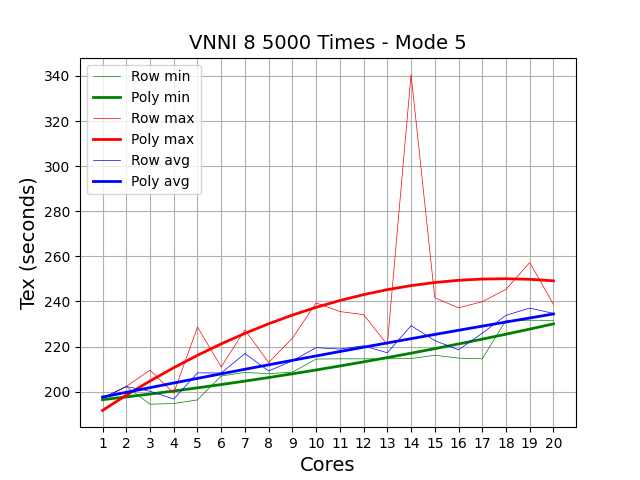 VNNI 8 5000 Times - Mode 5
Row min
Poly min
Row max
Poly max
Row avg
Poly avg
Tex (seconds)
340
320
300
280
260
240
220
200
1 2 3 4 5 6 7 8 9 10 11 12 13 14 15 16 17 18 19 20
Cores